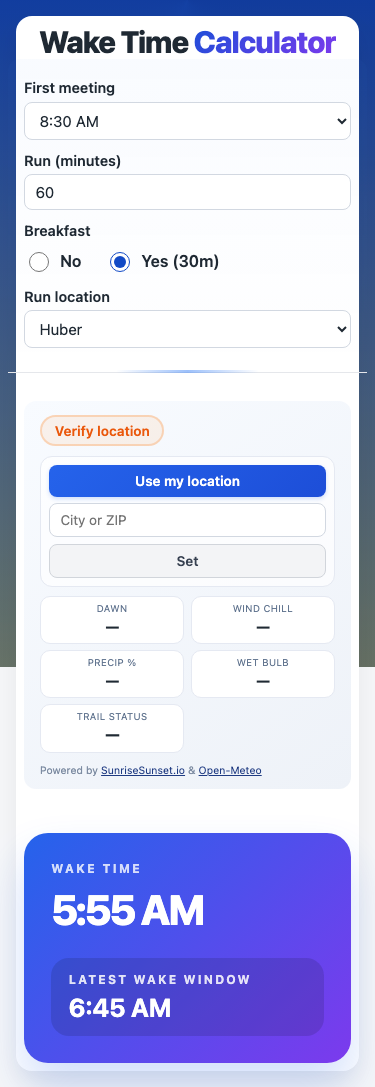 Wake Time Calculator
First meeting
8:30 AM
Run (minutes)
60
Breakfast
No Yes (30m)
Run location
Huber
Verify location
Use my location
City or ZIP
Set
DAWN WIND CHILL
— —
PRECIP % WET BULB
— —
TRAIL STATUS
—
Powered by SunriseSunset.io & Open-Meteo
WAKE TIME
5:55 AM
LATEST WAKE WINDOW
6:45 AM